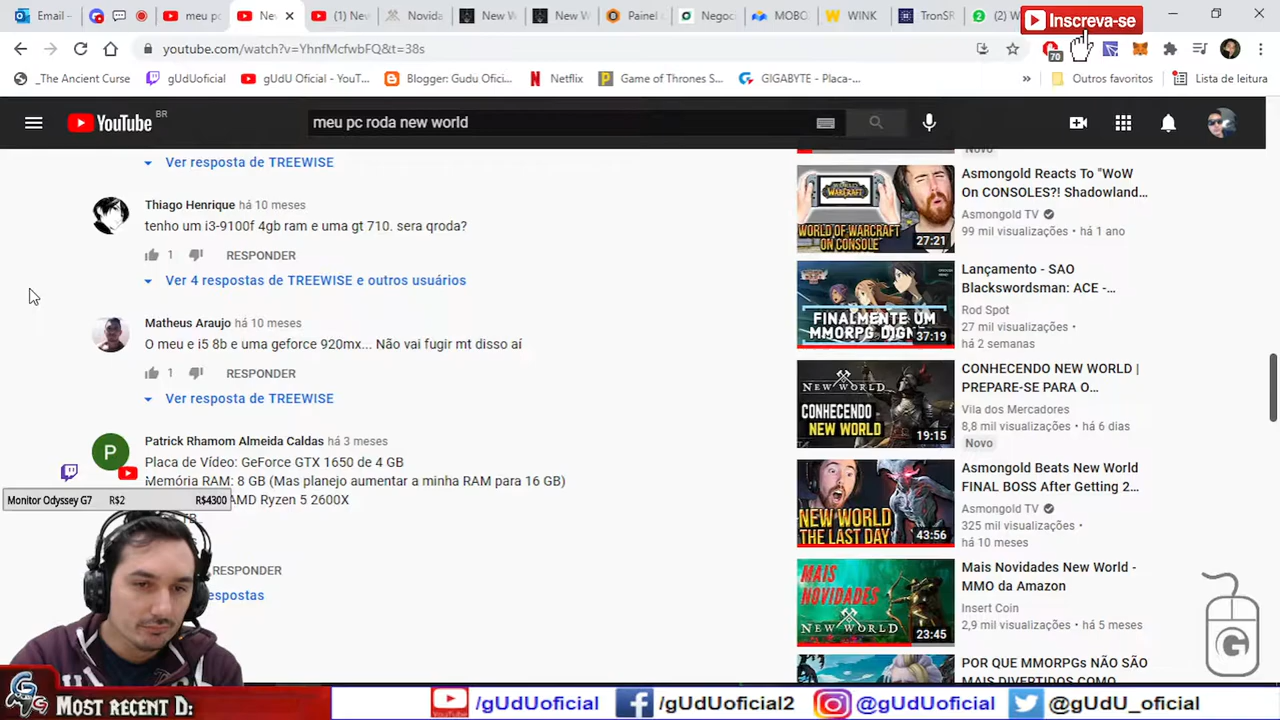 Email -
meu p
Nev
(1) Nev
Novida
New W
New W
Painel
Negoc
MOBO
WINK
TronSR
(2) W
Inscreva-se
youtube.com/watch?v=YhnfMcfwbFQ&t=38s
70
_The Ancient Curse
gUdUoficial
gUdU Oficial - YouT...
Blogger: Gudu Ofici...
Netflix
Game of Thrones S...
GIGABYTE - Placa-...
»
Outros favoritos
Lista de leitura
YouTube BR
meu pc roda new world
Ver resposta de TREEWISE
Thiago Henrique há 10 meses
tenho um i3-9100f 4gb ram e uma gt 710. sera qroda?
1 RESPONDER
Ver 4 respostas de TREEWISE e outros usuários
Matheus Araujo há 10 meses
O meu e i5 8b e uma geforce 920mx... Não vai fugir mt disso aí
1 RESPONDER
Ver resposta de TREEWISE
P
Patrick Rhamom Almeida Caldas há 3 meses
Placa de Vídeo: GeForce GTX 1650 de 4 GB
Memória RAM: 8 GB (Mas planejo aumentar a minha RAM para 16 GB)
AMD Ryzen 5 2600X
TB
RESPONDER
espostas
Monitor Odyssey G7 R$2 R$4300
Novo
WORLD OF WARCRAFT
ON CONSOLE
27:21
Asmongold Reacts To "WoW
On CONSOLES?! Shadowland...
Asmongold TV
99 mil visualizações • há 1 ano
FINALMENTE UM
MMORPG DIGNO
37:19
Lançamento - SAO
Blackswordsman: ACE -...
Rod Spot
27 mil visualizações •
há 2 semanas
NEW WORLD
CONHECENDO
NEW WORLD
19:15
CONHECENDO NEW WORLD |
PREPARE-SE PARA O...
Vila dos Mercadores
8,8 mil visualizações • há 6 dias
Novo
NEW WORLD
THE LAST DAY
43:56
Asmongold Beats New World
FINAL BOSS After Getting 2...
Asmongold TV
325 mil visualizações •
há 10 meses
MAIS
NOVIDADES
NEW WORLD
23:45
Mais Novidades New World -
MMO da Amazon
Insert Coin
2,9 mil visualizações • há 5 meses
POR QUE MMORPGs NÃO SÃO
MAIS DIVERTIDOS COMO
G
Most recent D:
/gUdUoficial
/gUdUoficial2
@gUdUoficial
@gUdU_oficial